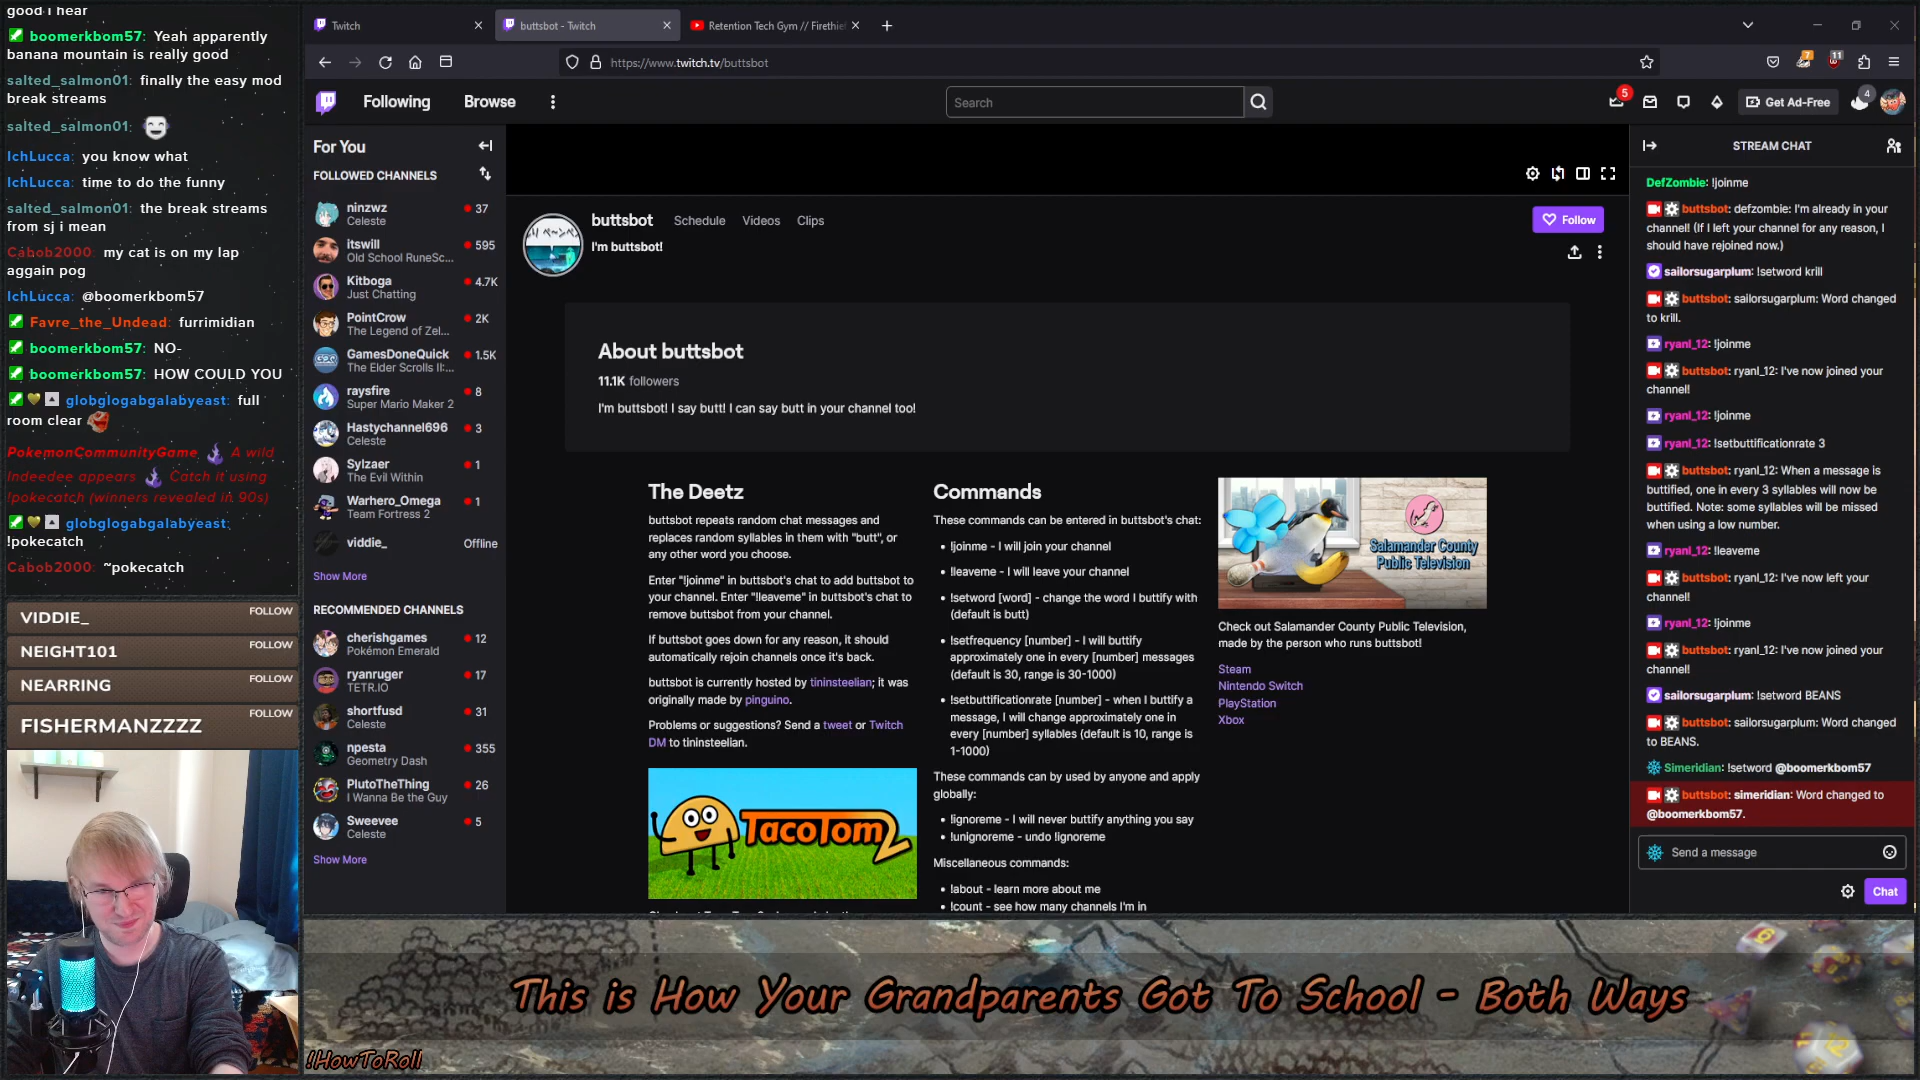 good i hear
boomerkbom57: Yeah apparently
banana mountain is really good
salted_salmon01: finally the easy mod
break streams
salted_salmon01:
IchLucca: you know what
IchLucca: time to do the funny
salted_salmon01: the break streams
from sj i mean
Cabob2000: my cat is on my lap
aggain pog
IchLucca: @boomerkbom57
Favre_the_Undead: furrimidian
boomerkbom57: NO-
boomerkbom57: HOW COULD YOU
globglogabgalabyeast: full
room clear
PokemonCommunityGame A wild
Indeedee appears Catch it using
!pokecatch (winners revealed in 90s)
globglogabgalabyeast:
!pokecatch
Cabob2000: ~pokecatch
VIDDIE_ FOLLOW
NEIGHT101 FOLLOW
NEARRING FOLLOW
FISHERMANZZZZ FOLLOW
Twitch
buttsbot - Twitch
Retention Tech Gym // Firethief
https://www.twitch.tv/buttsbot
7
11
Following
Browse
Search
5
Get Ad-Free
4
For You
FOLLOWED CHANNELS
ninzwz 37
Celeste
itswill 595
Old School RuneSc...
Kitboga 4.7K
Just Chatting
PointCrow 2K
The Legend of Zel...
GamesDoneQuick 1.5K
The Elder Scrolls II:...
raysfire 8
Super Mario Maker 2
Hastychannel696 3
Celeste
Sylzaer 1
The Evil Within
Warhero_Omega 1
Team Fortress 2
viddie_ Offline
Show More
RECOMMENDED CHANNELS
cherishgames 12
Pokémon Emerald
ryanruger 17
TETR.IO
shortfusd 31
Celeste
npesta 355
Geometry Dash
PlutoTheThing 26
I Wanna Be the Guy
Sweevee 5
Celeste
Show More
buttsbot Schedule Videos Clips
I'm buttsbot!
Follow
About buttsbot
11.1K followers
I'm buttsbot! I say butt! I can say butt in your channel too!
The Deetz
buttsbot repeats random chat messages and
replaces random syllables in them with "butt", or
any other word you choose.
Enter "!joinme" in buttsbot's chat to add buttsbot to
your channel. Enter "!leaveme" in buttsbot's chat to
remove buttsbot from your channel.
If buttsbot goes down for any reason, it should
automatically rejoin channels once it's back.
buttsbot is currently hosted by tininsteelian; it was
originally made by pinguino.
Problems or suggestions? Send a tweet or Twitch
DM to tininsteelian.
TacoTom2
Commands
These commands can be entered in buttsbot's chat:
• !joinme - I will join your channel
• !leaveme - I will leave your channel
• !setword [word] - change the word I buttify with
(default is butt)
• !setfrequency [number] - I will buttify
approximately one in every [number] messages
(default is 30, range is 30-1000)
• !setbuttificationrate [number] - when I buttify a
message, I will change approximately one in
every [number] syllables (default is 10, range is
1-1000)
These commands can by used by anyone and apply
globally:
• !ignoreme - I will never buttify anything you say
• !unignoreme - undo !ignoreme
Miscellaneous commands:
• !about - learn more about me
• !count - see how many channels I'm in
Salamander County
Public Television
Check out Salamander County Public Television,
made by the person who runs buttsbot!
Steam
Nintendo Switch
PlayStation
Xbox
STREAM CHAT
DefZombie: !joinme
buttsbot: defzombie: I'm already in your
channel! (If I left your channel for any reason, I
should have rejoined now.)
sailorsugarplum: !setword krill
buttsbot: sailorsugarplum: Word changed
to krill.
ryanl_12: !joinme
buttsbot: ryanl_12: I've now joined your
channel!
ryanl_12: !joinme
ryanl_12: !setbuttificationrate 3
buttsbot: ryanl_12: When a message is
buttified, one in every 3 syllables will now be
buttified. Note: some syllables will be missed
when using a low number.
ryanl_12: !leaveme
buttsbot: ryanl_12: I've now left your
channel!
ryanl_12: !joinme
buttsbot: ryanl_12: I've now joined your
channel!
sailorsugarplum: !setword BEANS
buttsbot: sailorsugarplum: Word changed
to BEANS.
Simeridian: !setword @boomerkbom57
buttsbot: simeridian: Word changed to
@boomerkbom57.
Send a message
Chat
This is How Your Grandparents Got To School - Both Ways
!HowToRoll